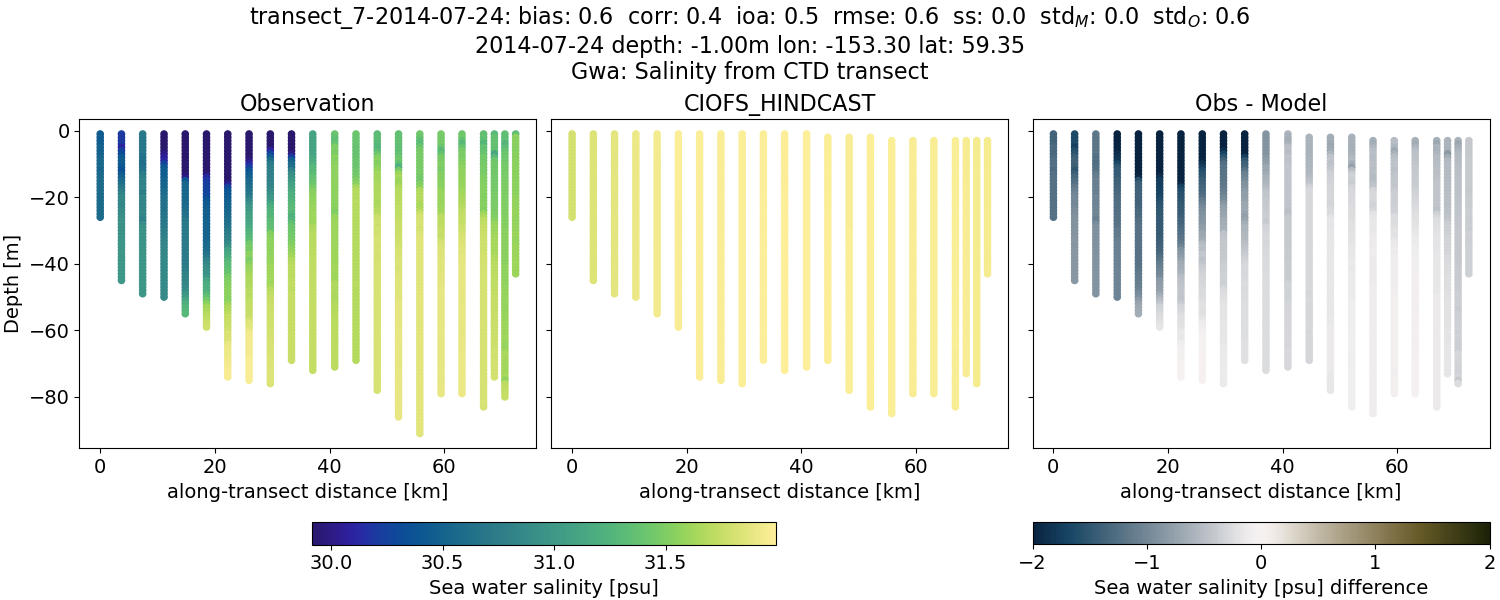 transect_7-2014-07-24: bias: 0.6 corr: 0.4 ioa: 0.5 rmse: 0.6 ss: 0.0 std_M: 0.0 std_O: 0.6
2014-07-24 depth: -1.00m lon: -153.30 lat: 59.35
Gwa: Salinity from CTD transect
Observation
CIOFS_HINDCAST
Obs - Model
Depth [m]
0
−20
−40
−60
−80
0 20 40 60
0 20 40 60
0 20 40 60
along-transect distance [km]
along-transect distance [km]
along-transect distance [km]
30.0 30.5 31.0 31.5
Sea water salinity [psu]
−2 −1 0 1 2
Sea water salinity [psu] difference